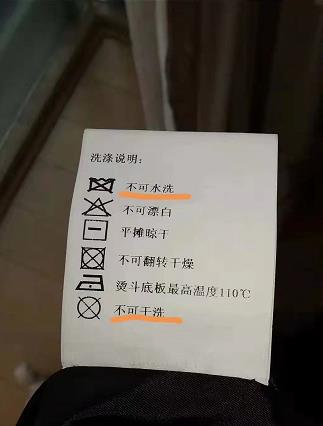 洗涤说明:
不可水洗
不可漂白
平摊晾干
不可翻转干燥
熨斗底板最高温度110℃
不可干洗